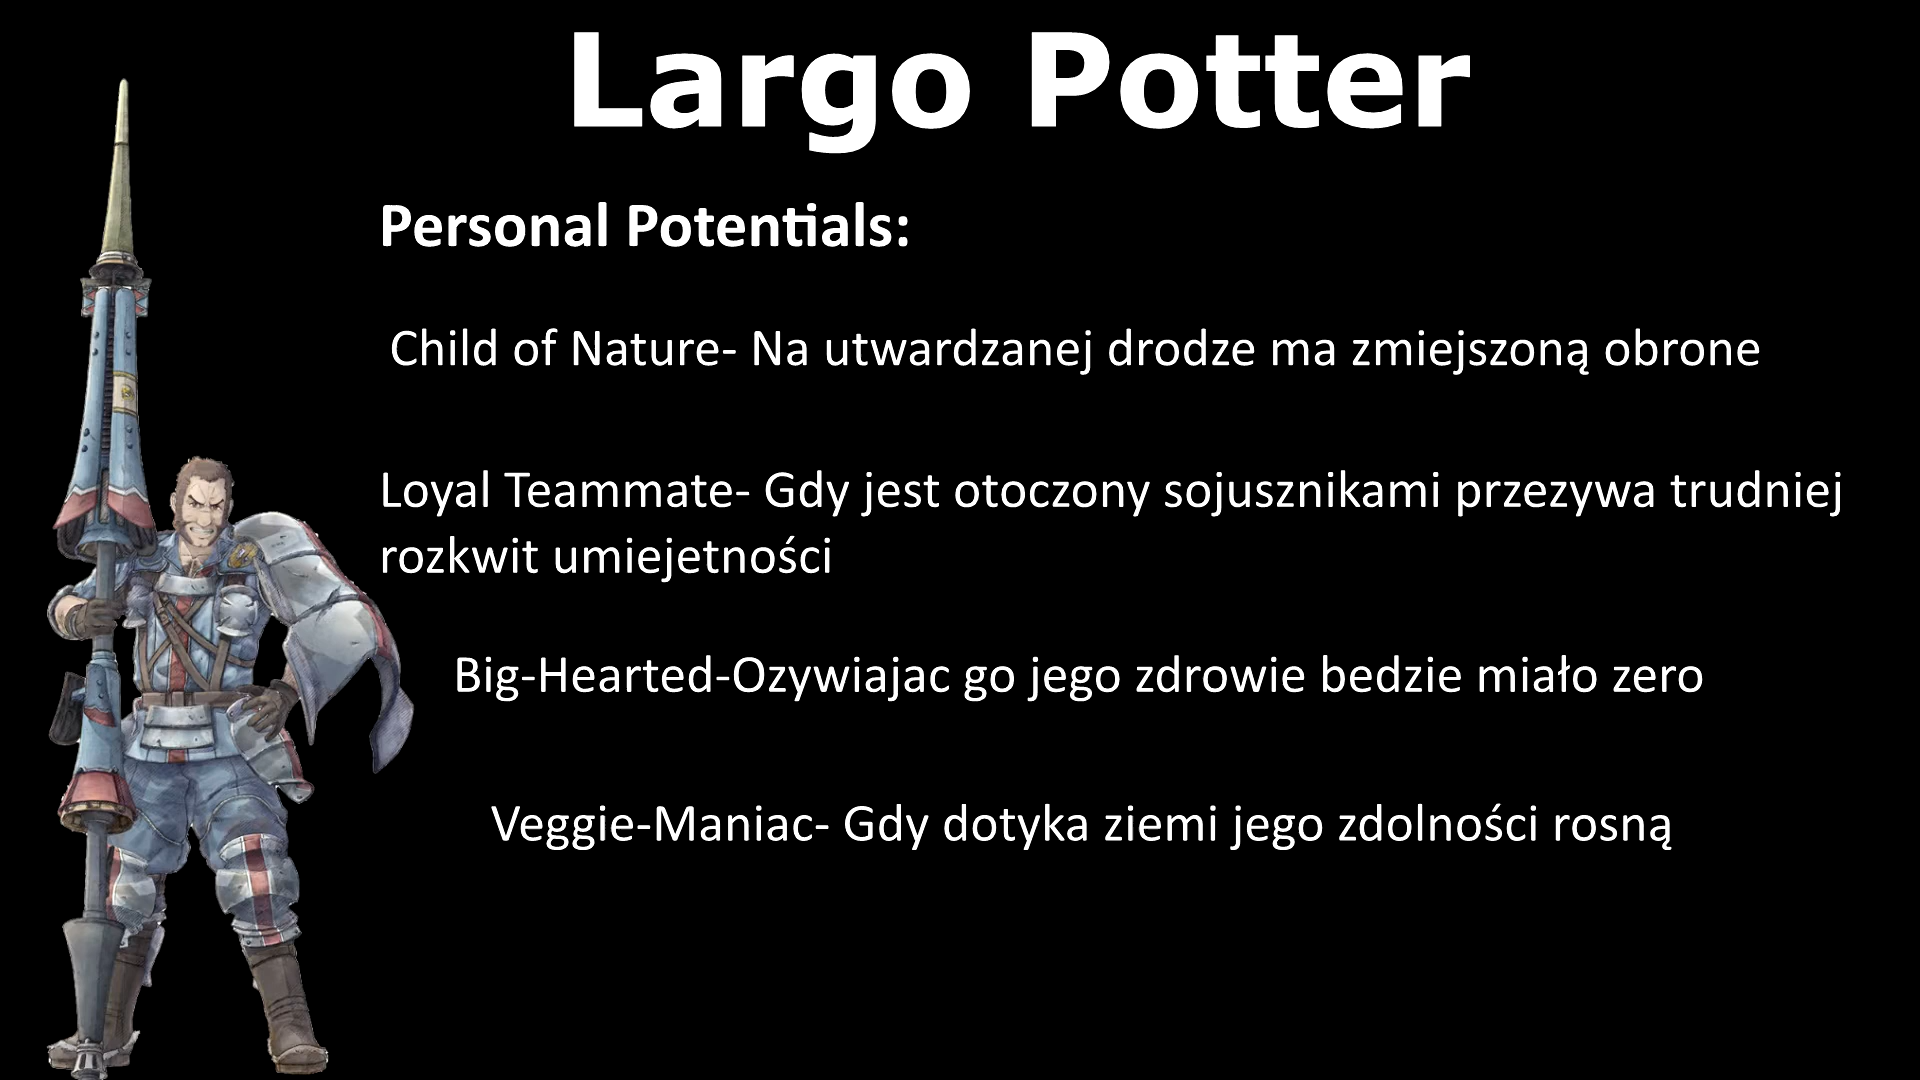 Largo Potter
Personal Potentials:
Child of Nature- Na utwardzanej drodze ma zmiejszoną obrone
Loyal Teammate- Gdy jest otoczony sojusznikami przezywa trudniej
rozkwit umiejetności
Big-Hearted-Ozywiajac go jego zdrowie bedzie miało zero
Veggie-Maniac- Gdy dotyka ziemi jego zdolności rosną